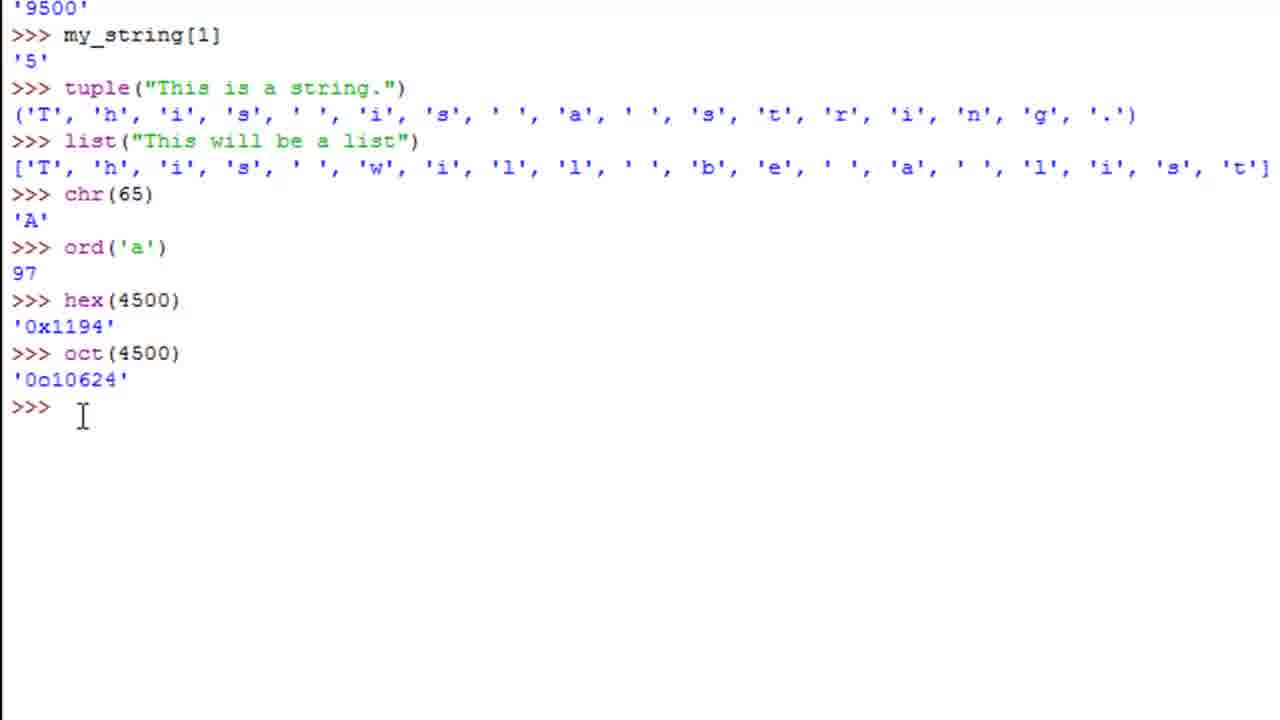 '9500'
>>> my_string[1]
'5'
>>> tuple("This is a string.")
('T', 'h', 'i', 's', ' ', 'i', 's', ' ', 'a', ' ', 's', 't', 'r', 'i', 'n', 'g', '.')
>>> list("This will be a list")
['T', 'h', 'i', 's', ' ', 'w', 'i', 'l', 'l', ' ', 'b', 'e', ' ', 'a', ' ', 'l', 'i', 's', 't']
>>> chr(65)
'A'
>>> ord('a')
97
>>> hex(4500)
'0x1194'
>>> oct(4500)
'0o10624'
>>>